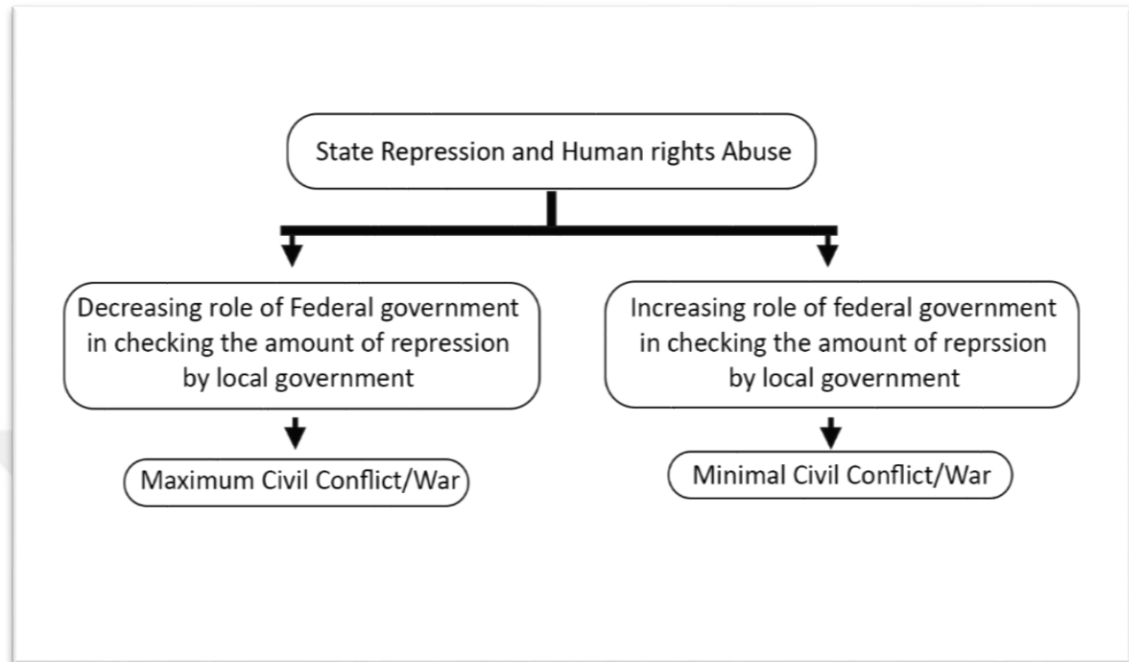 State Repression and Human rights Abuse
Decreasing role of Federal government
in checking the amount of repression
by local government
Increasing role of federal government
in checking the amount of reprssion
by local government
Maximum Civil Conflict/War
Minimal Civil Conflict/War